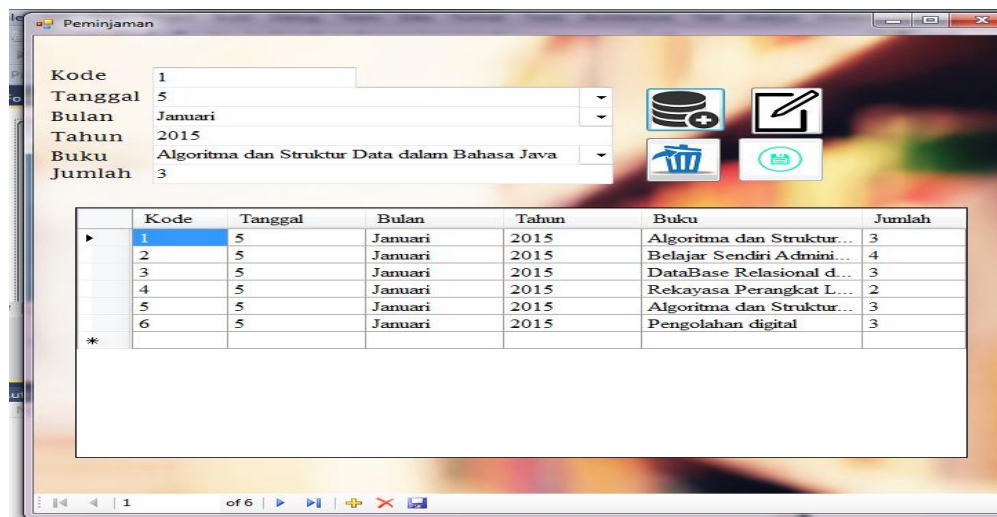 Peminjaman
Kode 1
Tanggal 5
Bulan Januari
Tahun 2015
Buku Algoritma dan Struktur Data dalam Bahasa Java
Jumlah 3
Kode Tanggal Bulan Tahun Buku Jumlah
1 5 Januari 2015 Algoritma dan Struktur... 3
2 5 Januari 2015 Belajar Sendiri Admini... 4
3 5 Januari 2015 DataBase Relasional d... 3
4 5 Januari 2015 Rekayasa Perangkat L... 2
5 5 Januari 2015 Algoritma dan Struktur... 3
6 5 Januari 2015 Pengolahan digital 3
1 of 6